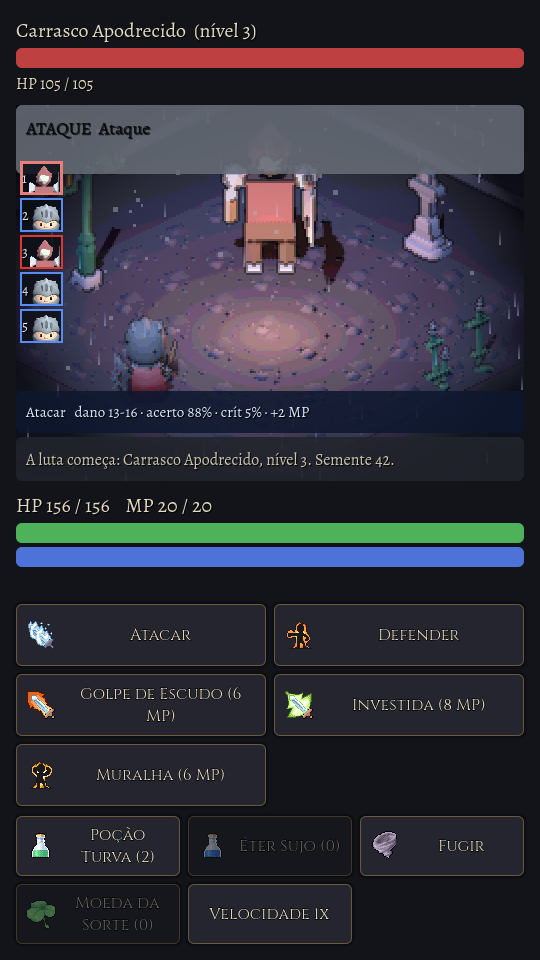 Carrasco Apodrecido (nível 3)
HP 105 / 105
ATAQUE Ataque
1
2
3
4
5
Atacar dano 13-16 · acerto 88% · crít 5% · +2 MP
A luta começa: Carrasco Apodrecido, nível 3. Semente 42.
HP 156 / 156 MP 20 / 20
Atacar
Defender
Golpe de Escudo (6
MP)
Investida (8 MP)
Muralha (6 MP)
Poção
Turva (2)
Éter Sujo (0)
Fugir
Moeda da
Sorte (0)
Velocidade 1x